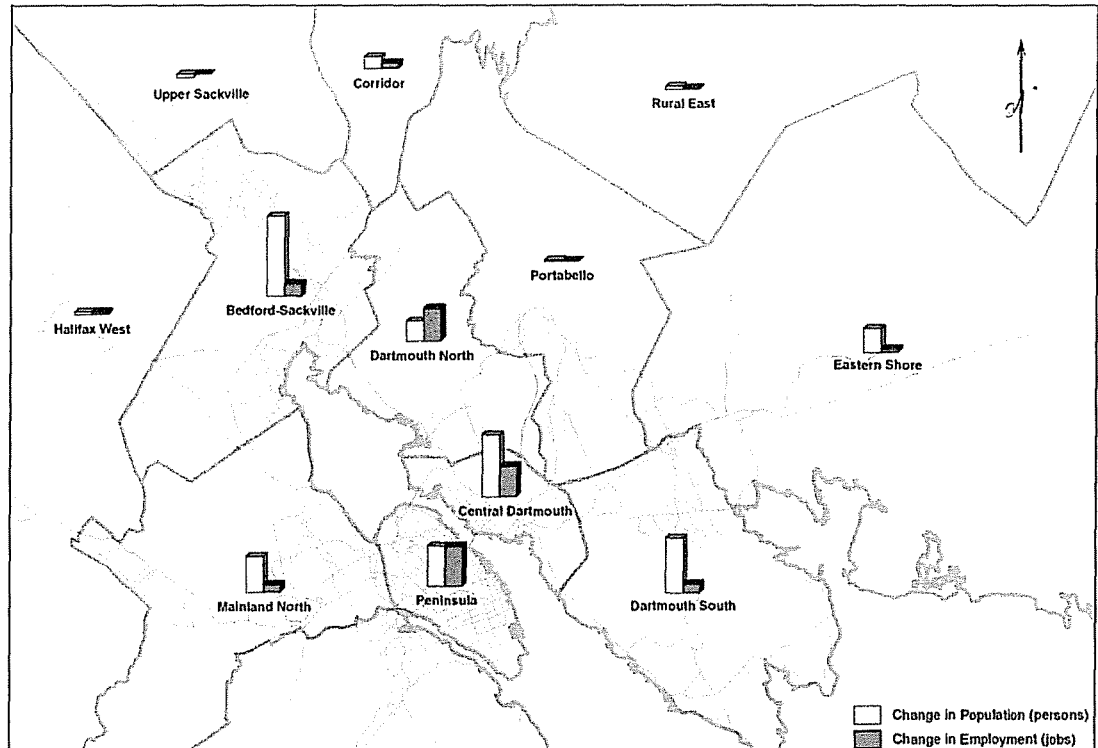 Corridor
Upper Sackville
Rural East
Portabello
Bedford-Sackville
Halifax West
Dartmouth North
Eastern Shore
Central Dartmouth
Mainland North
Peninsula
Dartmouth South
Change in Population (persons)
Change in Employment (jobs)